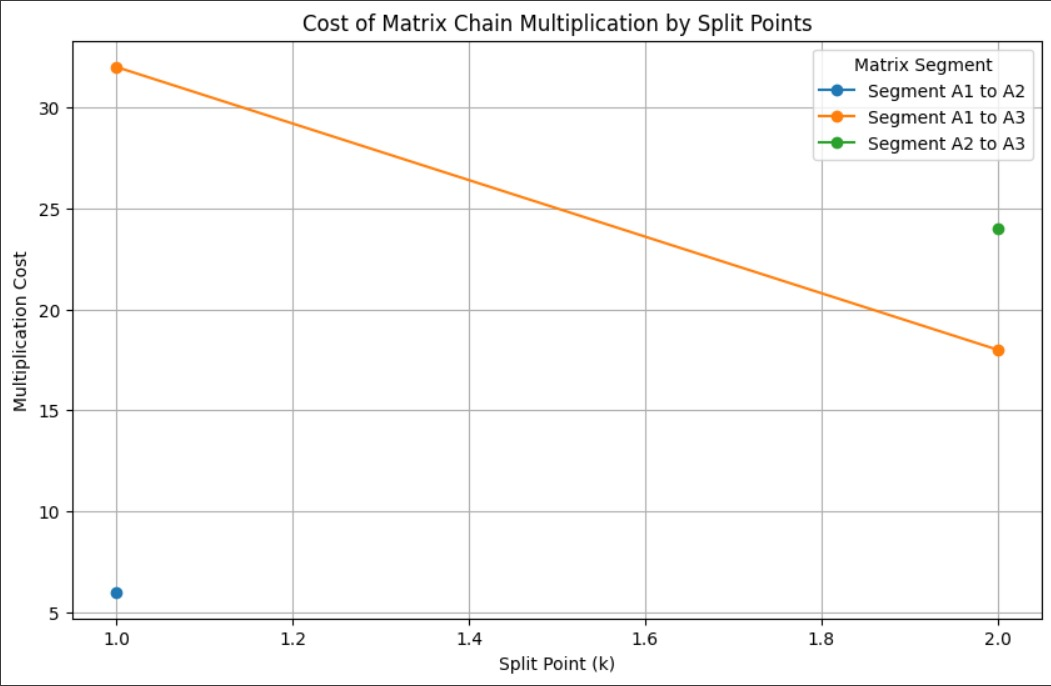 Cost of Matrix Chain Multiplication by Split Points
Matrix Segment
Segment A1 to A2
Segment A1 to A3
Segment A2 to A3
Multiplication Cost
30
25
20
15
10
5
1.0 1.2 1.4 1.6 1.8 2.0
Split Point (k)